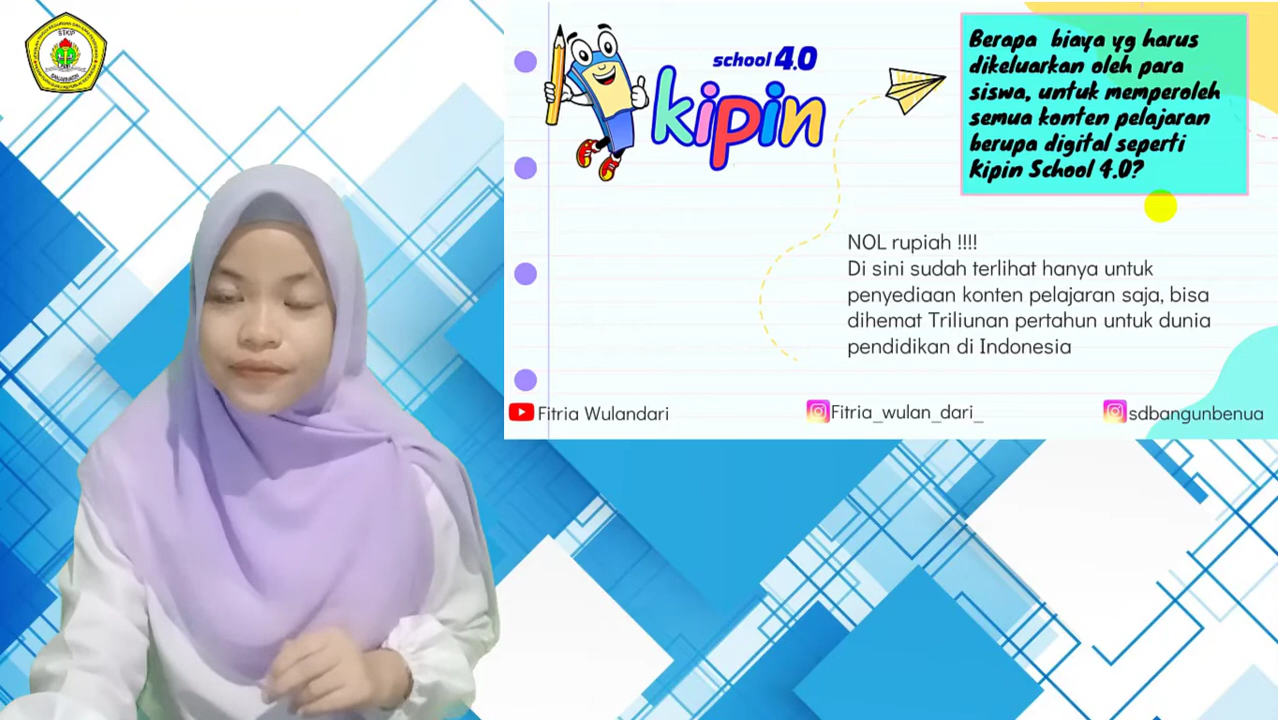 STKIP
school 4.0
kipin
Berapa biaya yg harus
dikeluarkan oleh para
siswa, untuk memperoleh
semua konten pelajaran
berupa digital seperti
Kipin School 4.0?
NOL rupiah !!!!
Di sini sudah terlihat hanya untuk
penyediaan konten pelajaran saja, bisa
dihemat Triliunan pertahun untuk dunia
pendidikan di Indonesia
Fitria Wulandari
Fitria_wulan_dari_
sdbangunbenua